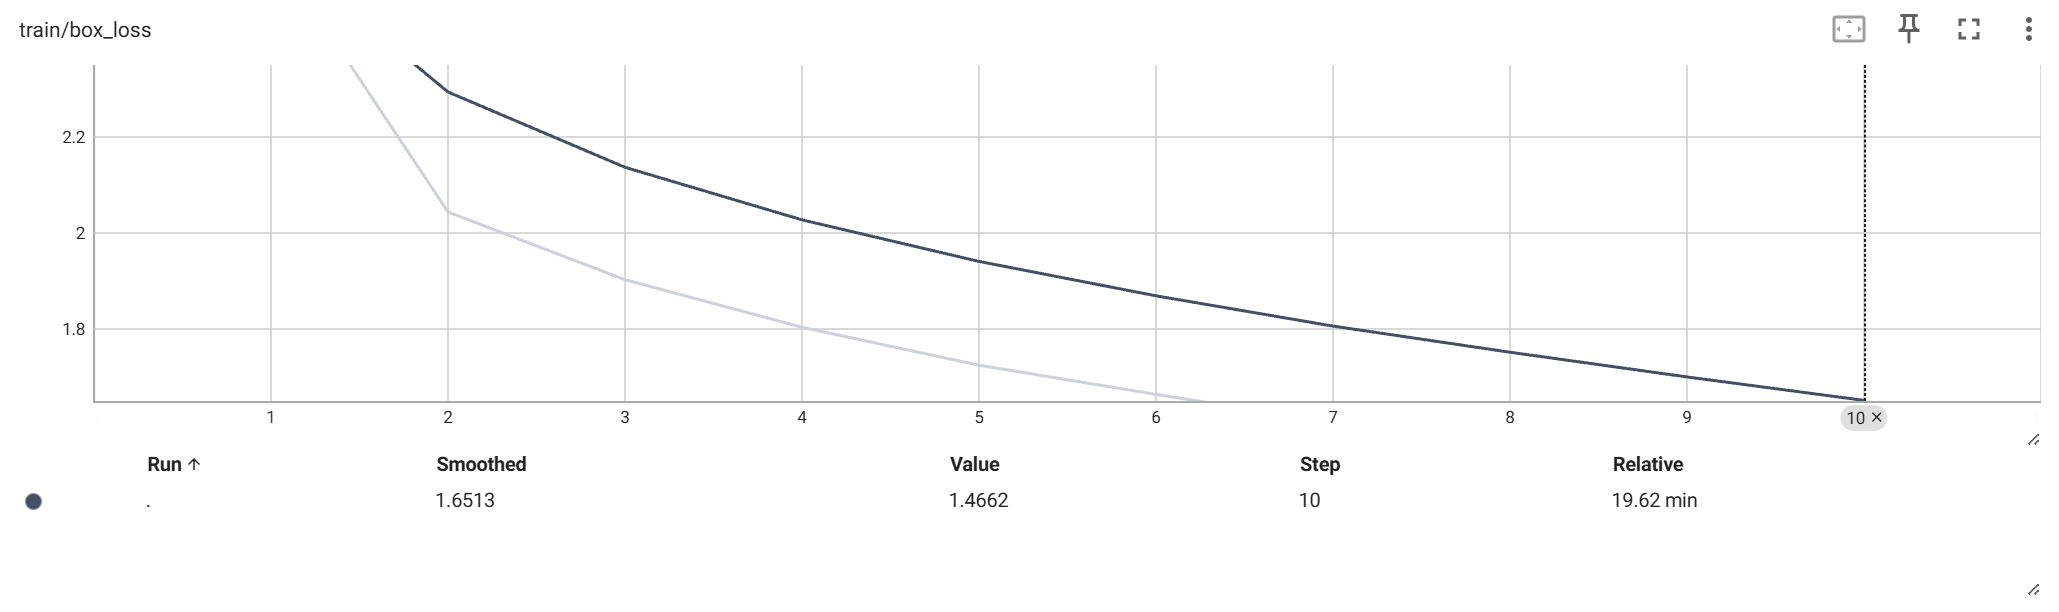 train/box_loss
2.2
2
1.8
1 2 3 4 5 6 7 8 9 10 ✕
Run ↑ Smoothed Value Step Relative
. 1.6513 1.4662 10 19.62 min